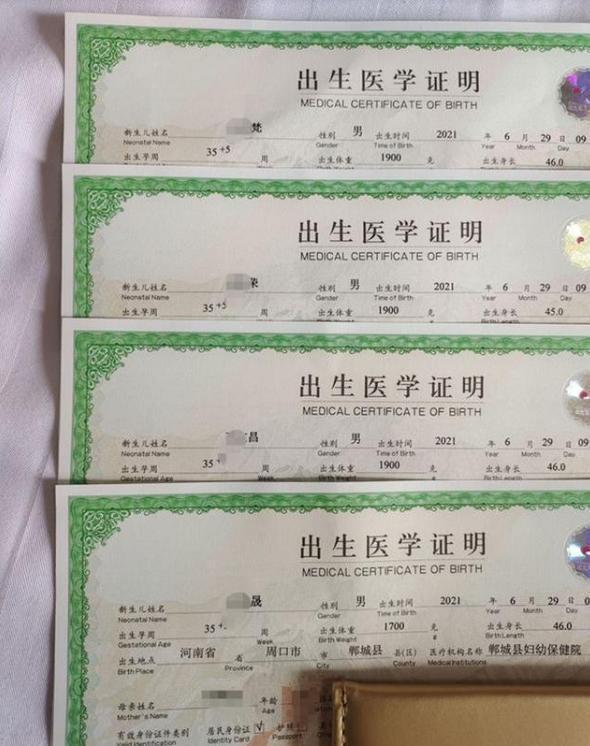 出生医学证明
MEDICAL CERTIFICATE OF BIRTH
新生儿姓名 梵 性别 男 出生时间 2021 年 6 月 29 日 09
Neonatal Name Gender Time of Birth Year Month Day
出生孕周 35+5 周 出生体重 1900 克 出生身长 46.0
出生医学证明
MEDICAL CERTIFICATE OF BIRTH
新生儿姓名 荣 性别 男 出生时间 2021 年 6 月 29 日 09
Neonatal Name Gender Time of Birth Year Month Day
出生孕周 35+5 周 出生体重 1900 克 出生身长 45.0
出生医学证明
MEDICAL CERTIFICATE OF BIRTH
新生儿姓名 昌 性别 男 出生时间 2021 年 6 月 29 日 09
Neonatal Name Gender Time of Birth Year Month Day
出生孕周 35+ 周 出生体重 1900 克 出生身长 46.0
Gestational Age Week Birth Weight g Birth Length
出生医学证明
MEDICAL CERTIFICATE OF BIRTH
新生儿姓名 晟 性别 男 出生时间 2021 年 6 月 29 日
Neonatal Name Gender Time of Birth Year Month Day
出生孕周 35+ 周 出生体重 1700 克 出生身长 46.0
Gestational Age Week Birth Weight g Birth Length
出生地点 河南省 省 周口市 市 郸城县 县(区) 医疗机构名称 郸城县妇幼保健院
Birth Place Province City County Medical Institutions
母亲姓名 年龄
Mother's Name Age
有效身份证件类别 居民身份证 √ 护照
Valid Identification Identity Card Passport